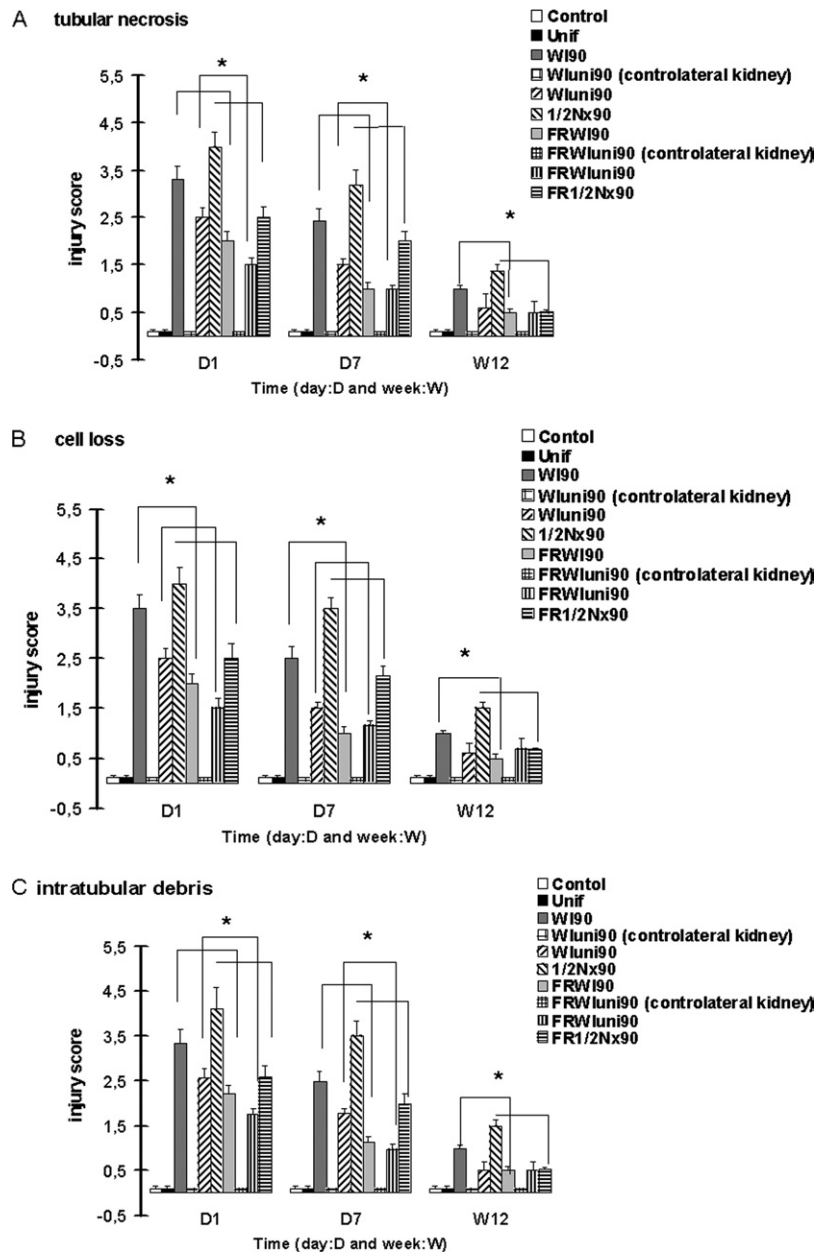 A tubular necrosis
Control
Unif
WI90
WIuni90 (controlateral kidney)
WIuni90
1/2Nx90
FRWI90
FRWIuni90 (controlateral kidney)
FRWIuni90
FR1/2Nx90
5,5
4,5
3,5
2,5
1,5
0,5
-0,5
injury score
*
*
*
D1 D7 W12
Time (day:D and week:W)
B cell loss
Contol
Unif
WI90
WIuni90 (controlateral kidney)
WIuni90
1/2Nx90
FRWI90
FRWIuni90 (controlateral kidney)
FRWIuni90
FR1/2Nx90
5,5
4,5
3,5
2,5
1,5
0,5
-0,5
injury score
*
*
*
D1 D7 W12
Time (day:D and week:W)
C intratubular debris
Contol
Unif
WI90
WIuni90 (controlateral kidney)
WIuni90
1/2Nx90
FRWI90
FRWIuni90 (controlateral kidney)
FRWIuni90
FR1/2Nx90
5,5
4,5
3,5
2,5
1,5
0,5
-0,5
injury score
*
*
*
D1 D7 W12
Time (day:D and week:W)